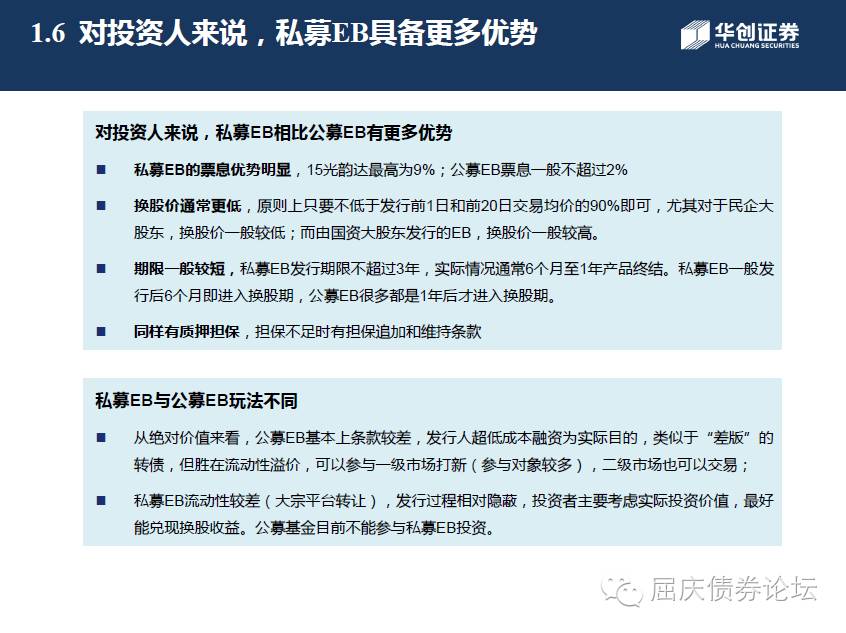 1.6 对投资人来说，私募EB具备更多优势
华创证券
HUA CHUANG SECURITIES
对投资人来说，私募EB相比公募EB有更多优势
■ 私募EB的票息优势明显，15光韵达最高为9%；公募EB票息一般不超过2%
■ 换股价通常更低，原则上只要不低于发行前1日和前20日交易均价的90%即可，尤其对于民企大
股东，换股价一般较低；而由国资大股东发行的EB，换股价一般较高。
■ 期限一般较短，私募EB发行期限不超过3年，实际情况通常6个月至1年产品终结。私募EB一般发
行后6个月即进入换股期，公募EB很多都是1年后才进入换股期。
■ 同样有质押担保，担保不足时有担保追加和维持条款
私募EB与公募EB玩法不同
■ 从绝对价值来看，公募EB基本上条款较差，发行人超低成本融资为实际目的，类似于“差版”的
转债，但胜在流动性溢价，可以参与一级市场打新（参与对象较多），二级市场也可以交易；
■ 私募EB流动性较差（大宗平台转让），发行过程相对隐蔽，投资者主要考虑实际投资价值，最好
能兑现换股收益。公募基金目前不能参与私募EB投资。
屈庆债券论坛